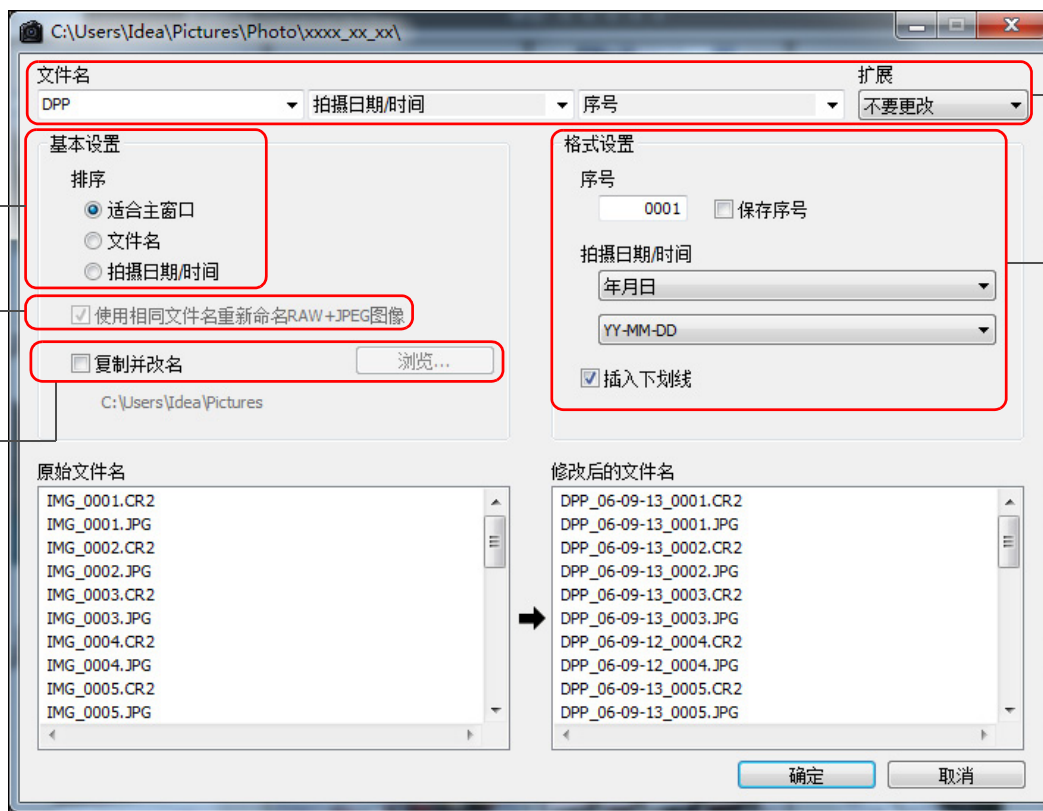 C:\Users\Idea\Pictures\Photo\xxxx_xx_xx\
文件名 扩展
DPP 拍摄日期/时间 序号 不要更改
基本设置
排序
适合主窗口
文件名
拍摄日期/时间
使用相同文件名重新命名RAW+JPEG图像
复制并改名 浏览...
C:\Users\Idea\Pictures
格式设置
序号
0001 保存序号
拍摄日期/时间
年月日
YY-MM-DD
插入下划线
原始文件名
IMG_0001.CR2
IMG_0001.JPG
IMG_0002.CR2
IMG_0002.JPG
IMG_0003.CR2
IMG_0003.JPG
IMG_0004.CR2
IMG_0004.JPG
IMG_0005.CR2
IMG_0005.JPG
修改后的文件名
DPP_06-09-13_0001.CR2
DPP_06-09-13_0001.JPG
DPP_06-09-13_0002.CR2
DPP_06-09-13_0002.JPG
DPP_06-09-13_0003.CR2
DPP_06-09-13_0003.JPG
DPP_06-09-12_0004.CR2
DPP_06-09-12_0004.JPG
DPP_06-09-13_0005.CR2
DPP_06-09-13_0005.JPG
确定 取消